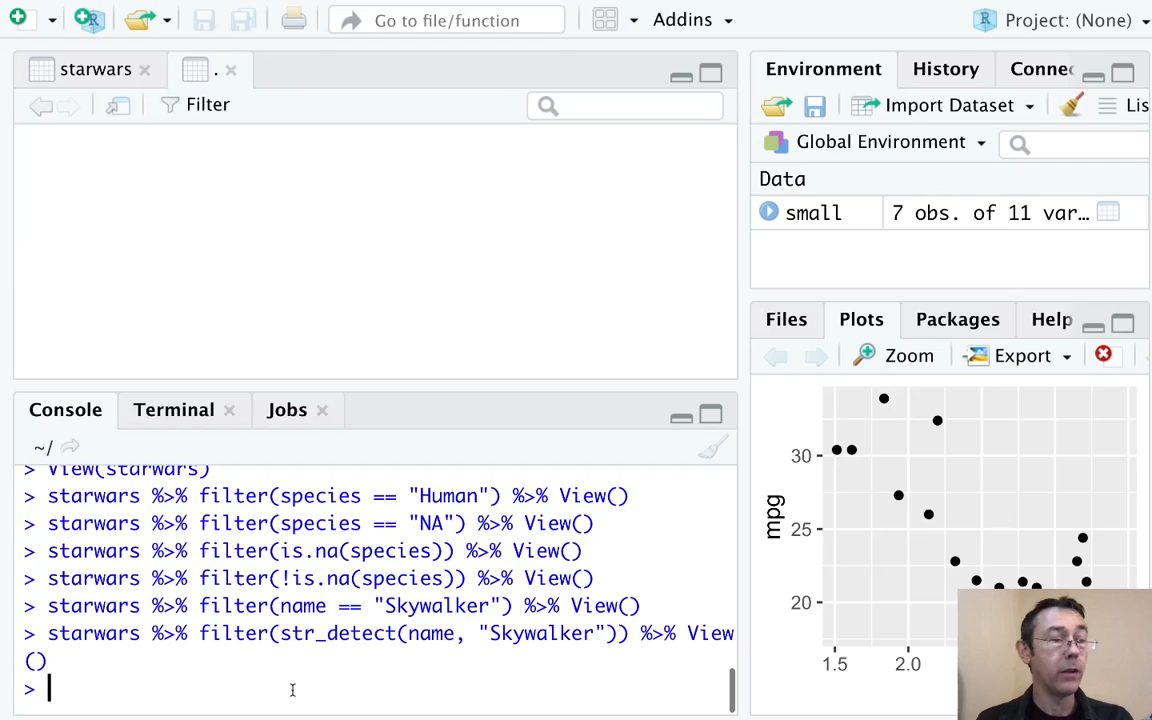 Go to file/function
Addins
Project: (None)
starwars
.
Filter
Environment
History
Connec
Import Dataset
Lis
Global Environment
Data
small
7 obs. of 11 var…
Files
Plots
Packages
Help
Zoom
Export
30
25
20
mpg
1.5
2.0
Console
Terminal
Jobs
~/
> View(starwars)
> starwars %>% filter(species == "Human") %>% View()
> starwars %>% filter(species == "NA") %>% View()
> starwars %>% filter(is.na(species)) %>% View()
> starwars %>% filter(!is.na(species)) %>% View()
> starwars %>% filter(name == "Skywalker") %>% View()
> starwars %>% filter(str_detect(name, "Skywalker")) %>% View
()
>